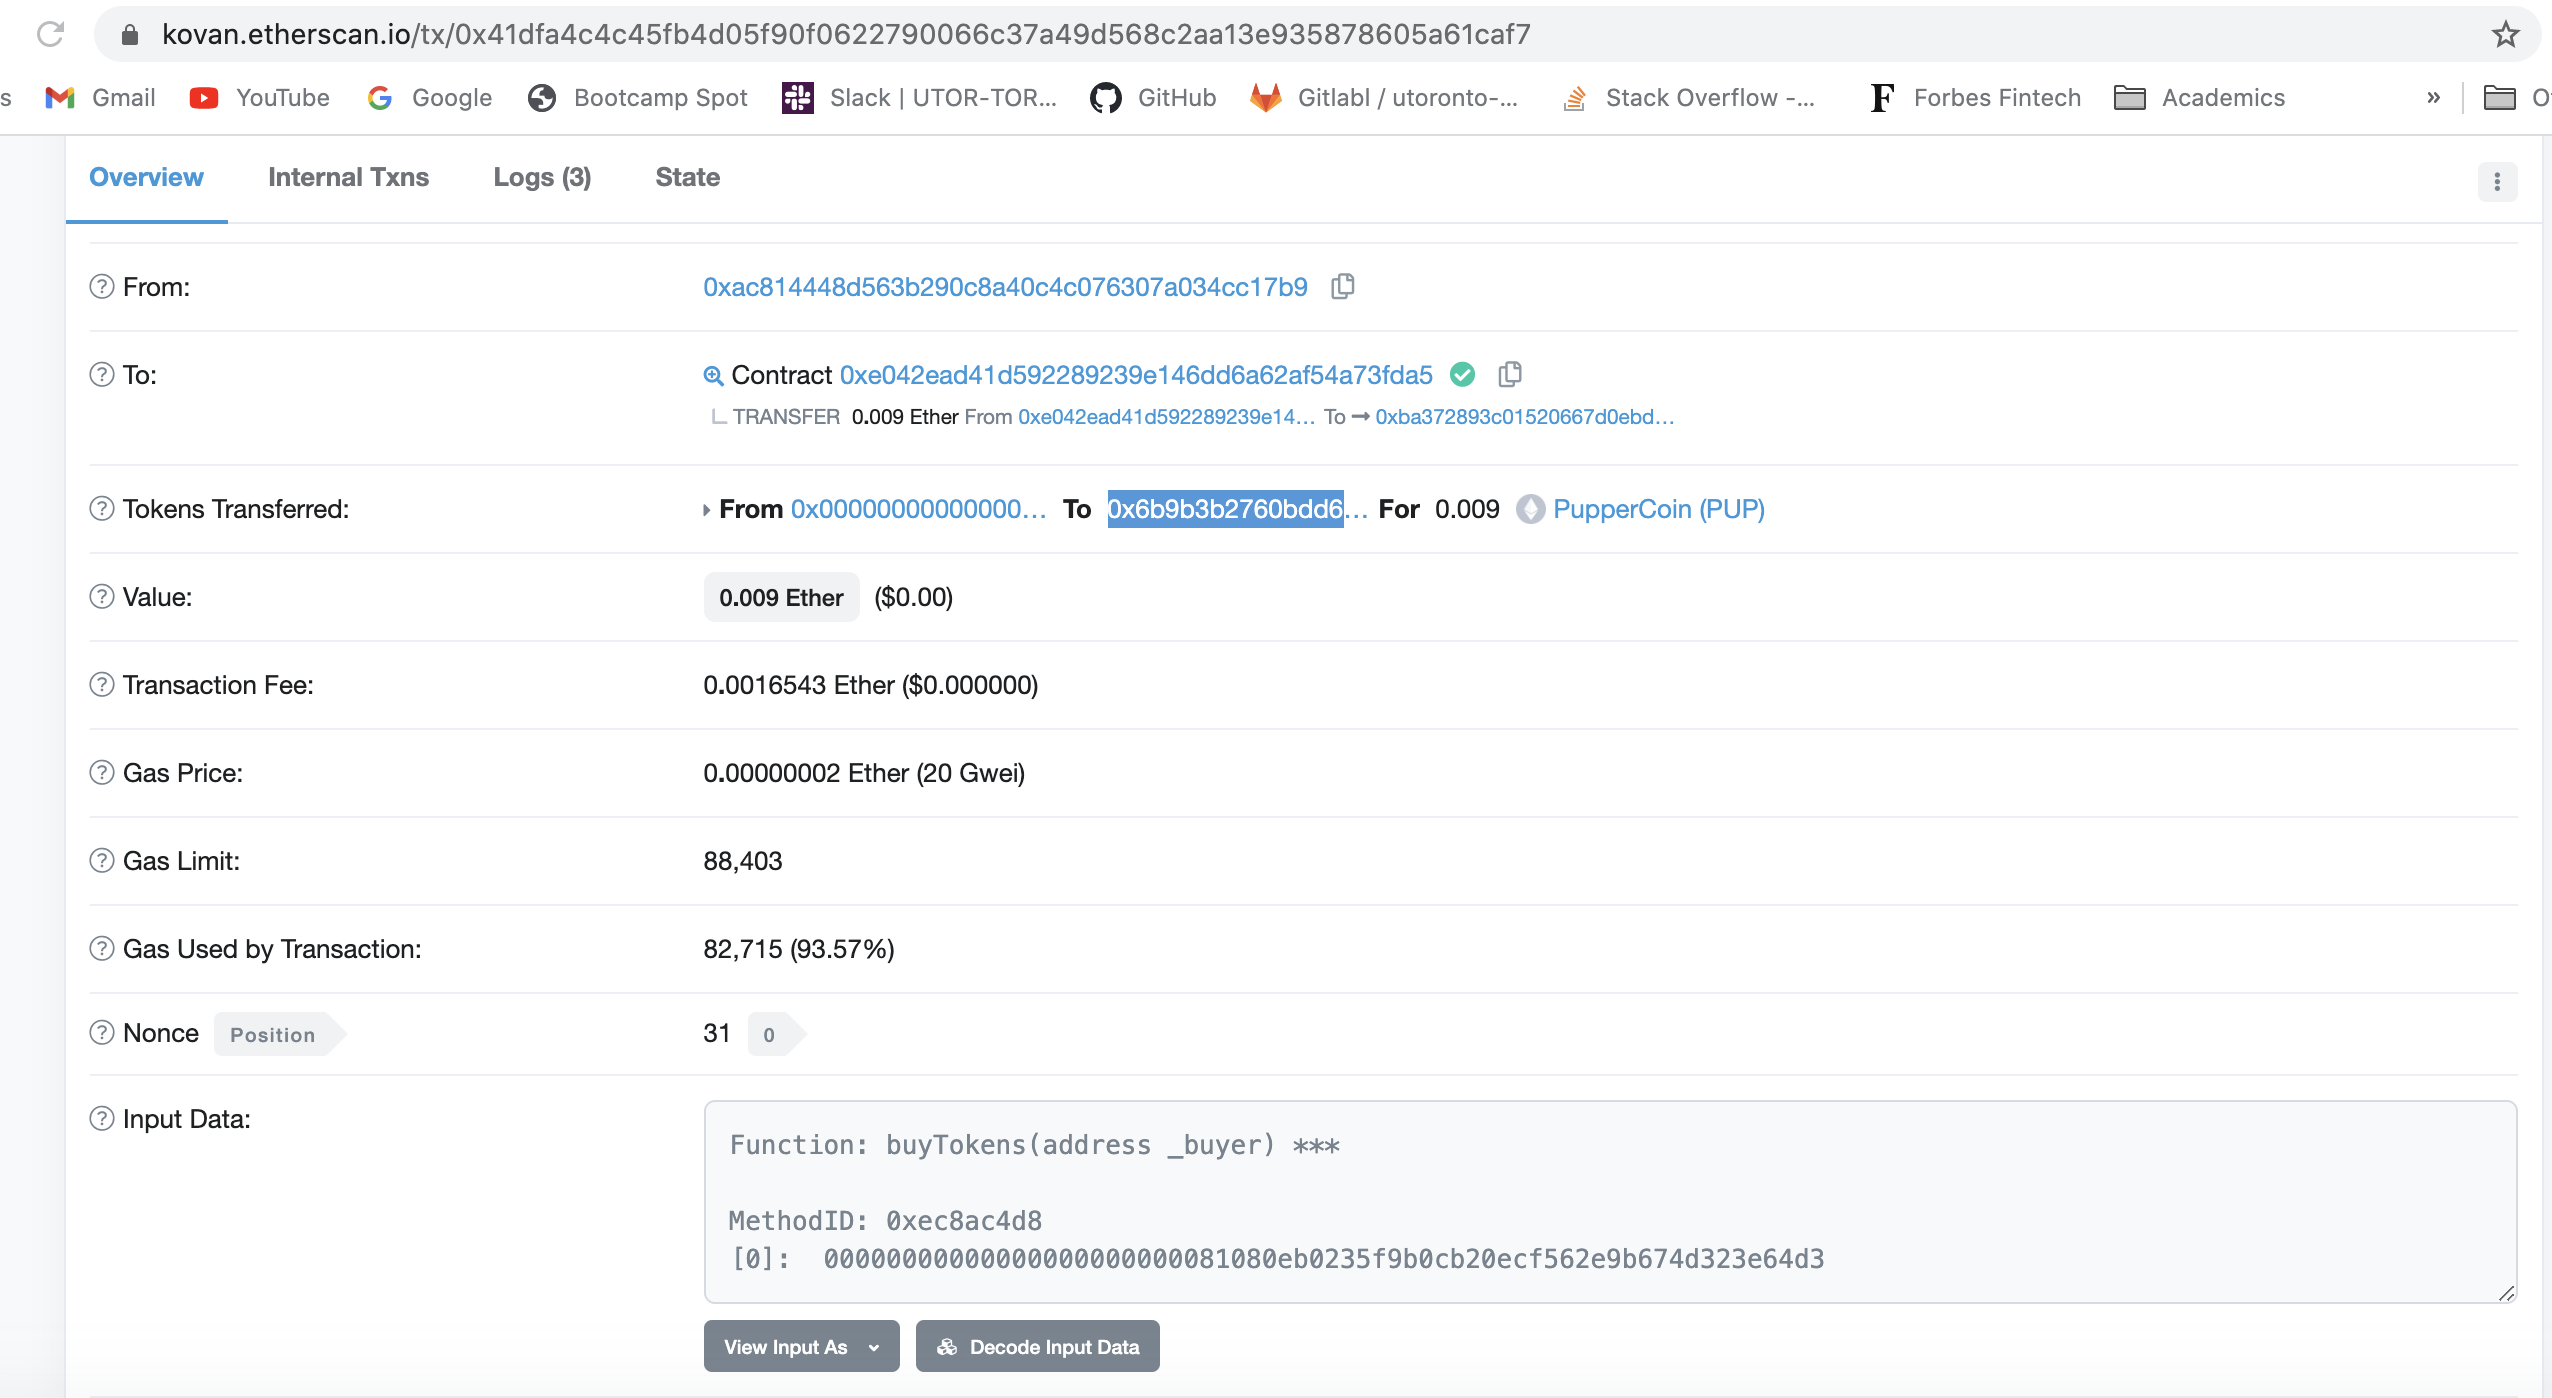 kovan.etherscan.io/tx/0x41dfa4c4c45fb4d05f90f0622790066c37a49d568c2aa13e935878605a61caf7
s Gmail YouTube Google Bootcamp Spot Slack | UTOR-TOR... GitHub Gitlabl / utoronto-... Stack Overflow -... Forbes Fintech Academics » O
Overview Internal Txns Logs (3) State
From: 0xac814448d563b290c8a40c4c076307a034cc17b9
To: Contract 0xe042ead41d592289239e146dd6a62af54a73fda5
TRANSFER 0.009 Ether From 0xe042ead41d592289239e14... To → 0xba372893c01520667d0ebd...
Tokens Transferred: From 0x00000000000000... To 0x6b9b3b2760bdd6... For 0.009 PupperCoin (PUP)
Value: 0.009 Ether ($0.00)
Transaction Fee: 0.0016543 Ether ($0.000000)
Gas Price: 0.00000002 Ether (20 Gwei)
Gas Limit: 88,403
Gas Used by Transaction: 82,715 (93.57%)
Nonce Position 31 0
Input Data:
Function: buyTokens(address _buyer) ***
MethodID: 0xec8ac4d8
[0]: 00000000000000000000000081080eb0235f9b0cb20ecf562e9b674d323e64d3
View Input As Decode Input Data